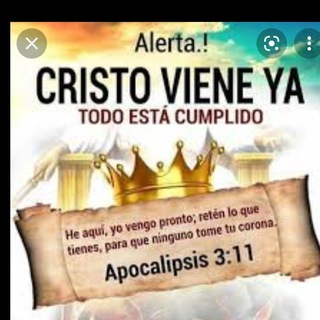 Alerta.!
CRISTO VIENE YA
TODO ESTÁ CUMPLIDO
He aquí, yo vengo pronto; retén lo que
tienes, para que ninguno tome tu corona.
Apocalipsis 3:11